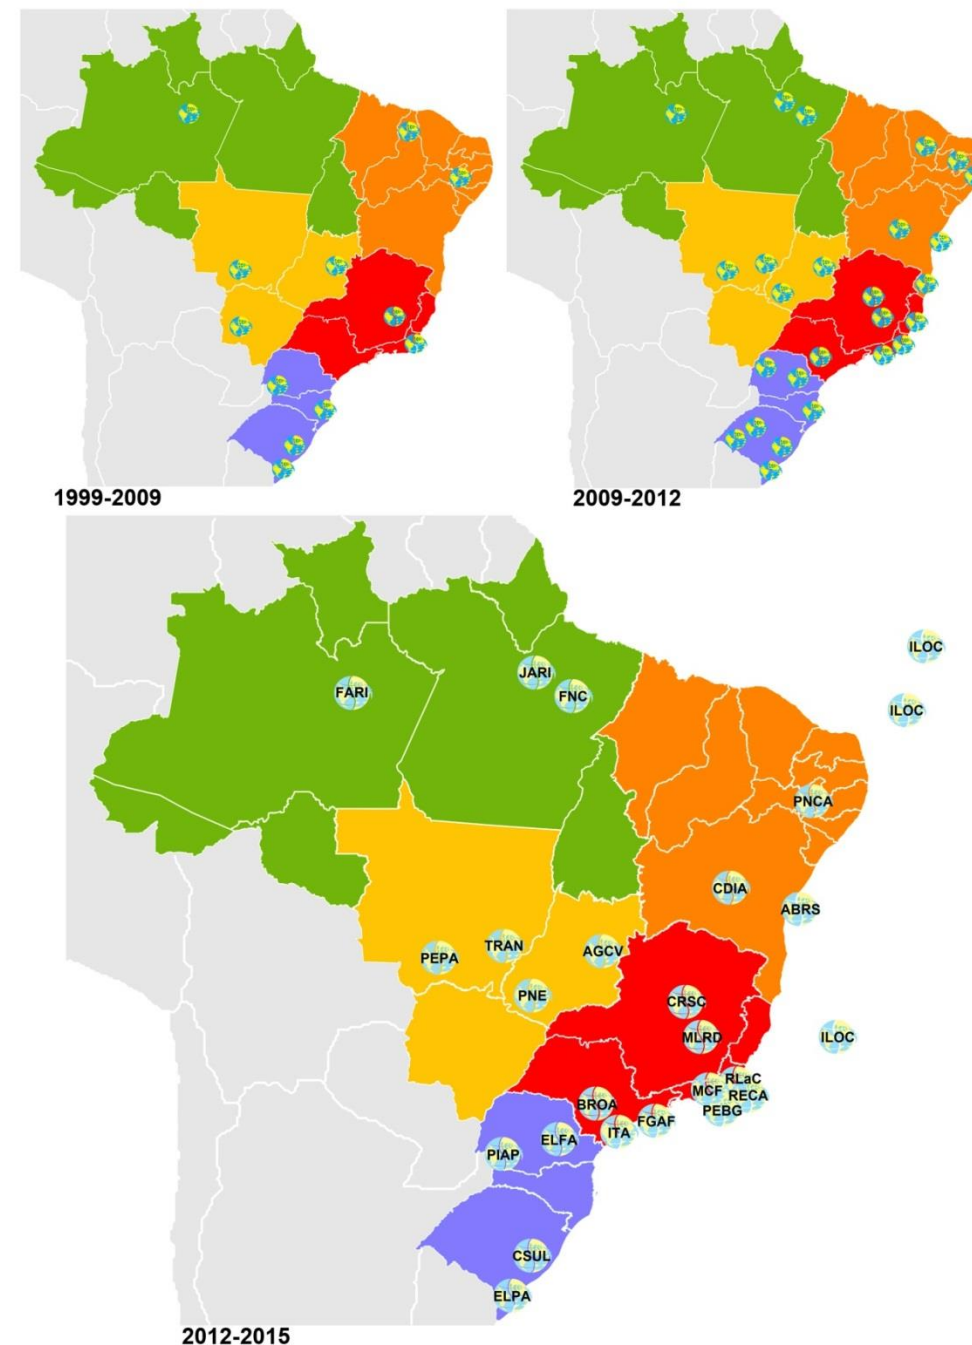 1999-2009
2009-2012
ILOC
JARI
FARI
FNC
ILOC
PNCA
CDIA
ABRS
TRAN
AGCV
PEPA
PNE
CRSC
MLRD
ILOC
RLaC
MCF
RECA
BROA
PEBG
FGAF
ITA
ELFA
PIAP
CSUL
ELPA
2012-2015